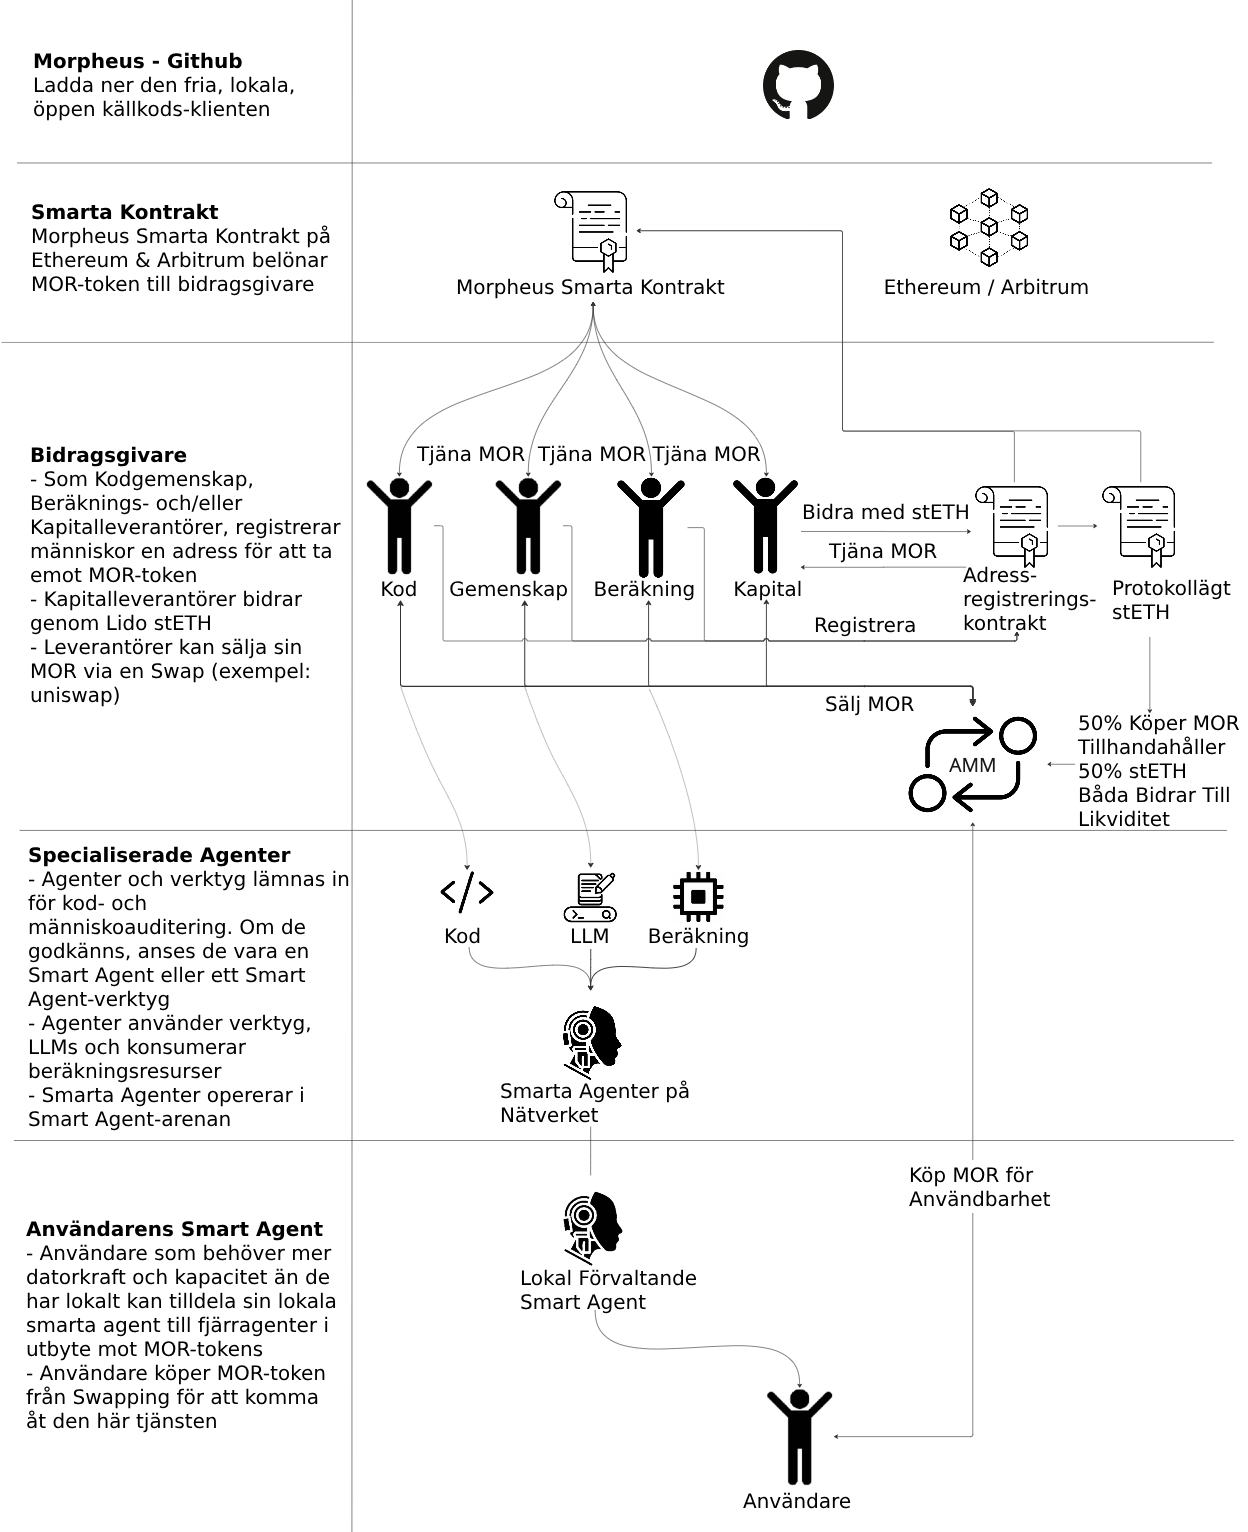 Morpheus - Github
Ladda ner den fria, lokala,
öppen källkods-klienten
Smarta Kontrakt
Morpheus Smarta Kontrakt på
Ethereum & Arbitrum belönar
MOR-token till bidragsgivare
Morpheus Smarta Kontrakt
Ethereum / Arbitrum
Bidragsgivare
- Som Kodgemenskap,
Beräknings- och/eller
Kapitalleverantörer, registrerar
människor en adress för att ta
emot MOR-token
- Kapitalleverantörer bidrar
genom Lido stETH
- Leverantörer kan sälja sin
MOR via en Swap (exempel:
uniswap)
Tjäna MOR
Tjäna MOR
Tjäna MOR
Kod
Gemenskap
Beräkning
Kapital
Bidra med stETH
Tjäna MOR
Adress-
registrerings-
kontrakt
Protokollägt
stETH
Registrera
Sälj MOR
AMM
50% Köper MOR
Tillhandahåller
50% stETH
Båda Bidrar Till
Likviditet
Specialiserade Agenter
- Agenter och verktyg lämnas in
för kod- och
människoauditering. Om de
godkänns, anses de vara en
Smart Agent eller ett Smart
Agent-verktyg
- Agenter använder verktyg,
LLMs och konsumerar
beräkningsresurser
- Smarta Agenter opererar i
Smart Agent-arenan
Kod
LLM
Beräkning
Smarta Agenter på
Nätverket
Användarens Smart Agent
- Användare som behöver mer
datorkraft och kapacitet än de
har lokalt kan tilldela sin lokala
smarta agent till fjärragenter i
utbyte mot MOR-tokens
- Användare köper MOR-token
från Swapping för att komma
åt den här tjänsten
Köp MOR för
Användbarhet
Lokal Förvaltande
Smart Agent
Användare